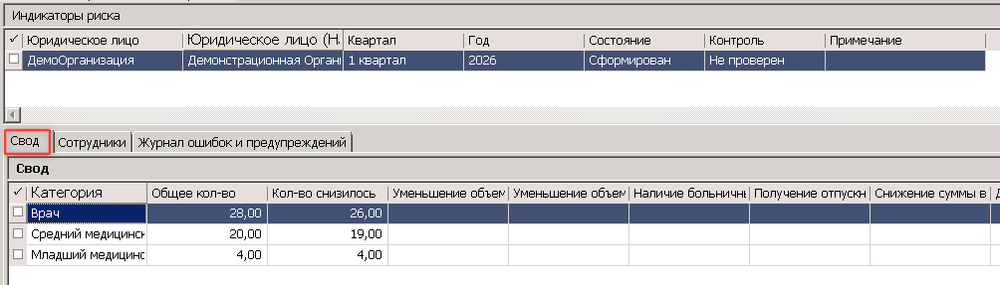 Индикаторы риска
✓ Юридическое лицо Юридическое лицо (Н. Квартал Год Состояние Контроль Примечание
ДемоОрганизация Демонстрационная Органи 1 квартал 2026 Сформирован Не проверен
Свод Сотрудники Журнал ошибок и предупреждений
Свод
✓ Категория Общее кол-во Кол-во снизилось Уменьшение объем Уменьшение объем Наличие больничны Получение отпускн Снижение суммы в Д
Врач 28,00 26,00
Средний медицинск 20,00 19,00
Младший медицинс 4,00 4,00